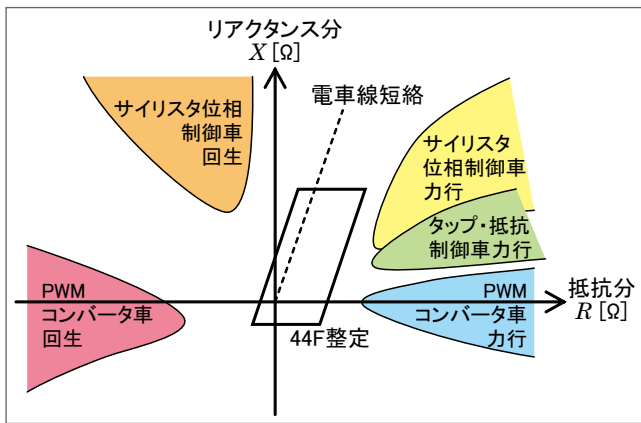 リアクタンス分
X [Ω]
電車線短絡
サイリスタ位相
制御車
回生
サイリスタ
位相制御車
力行
タップ・抵抗
制御車力行
PWM
コンバータ車
回生
44F整定
PWM
コンバータ車
力行
抵抗分
R [Ω]